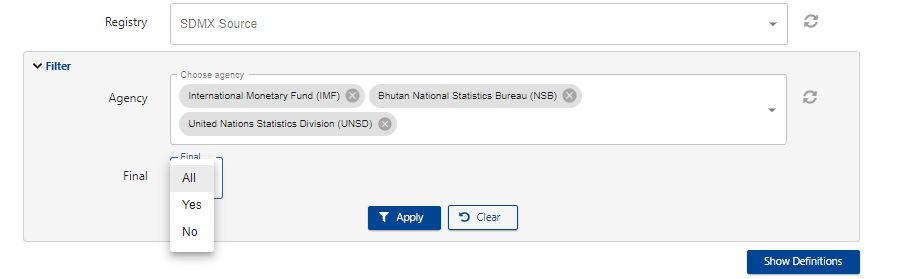 Registry
SDMX Source
Filter
Choose agency
Agency
International Monetary Fund (IMF)
Bhutan National Statistics Bureau (NSB)
United Nations Statistics Division (UNSD)
Final
Final
All
Yes
No
Apply
Clear
Show Definitions